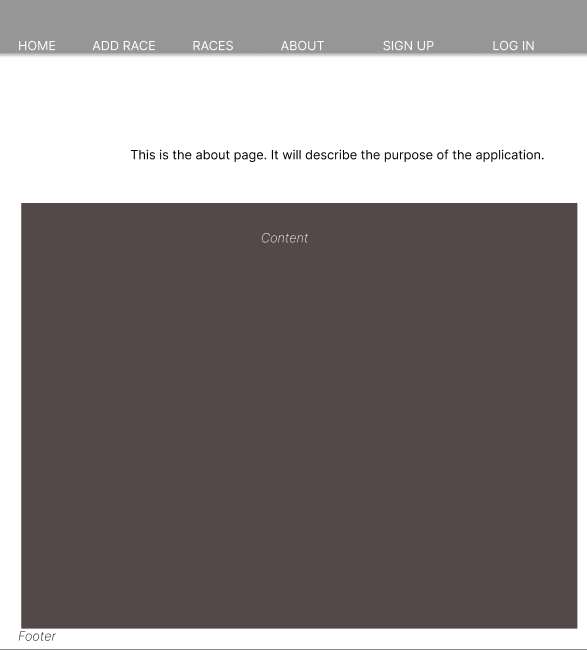 HOME ADD RACE RACES ABOUT SIGN UP LOG IN
This is the about page. It will describe the purpose of the application.
Content
Footer